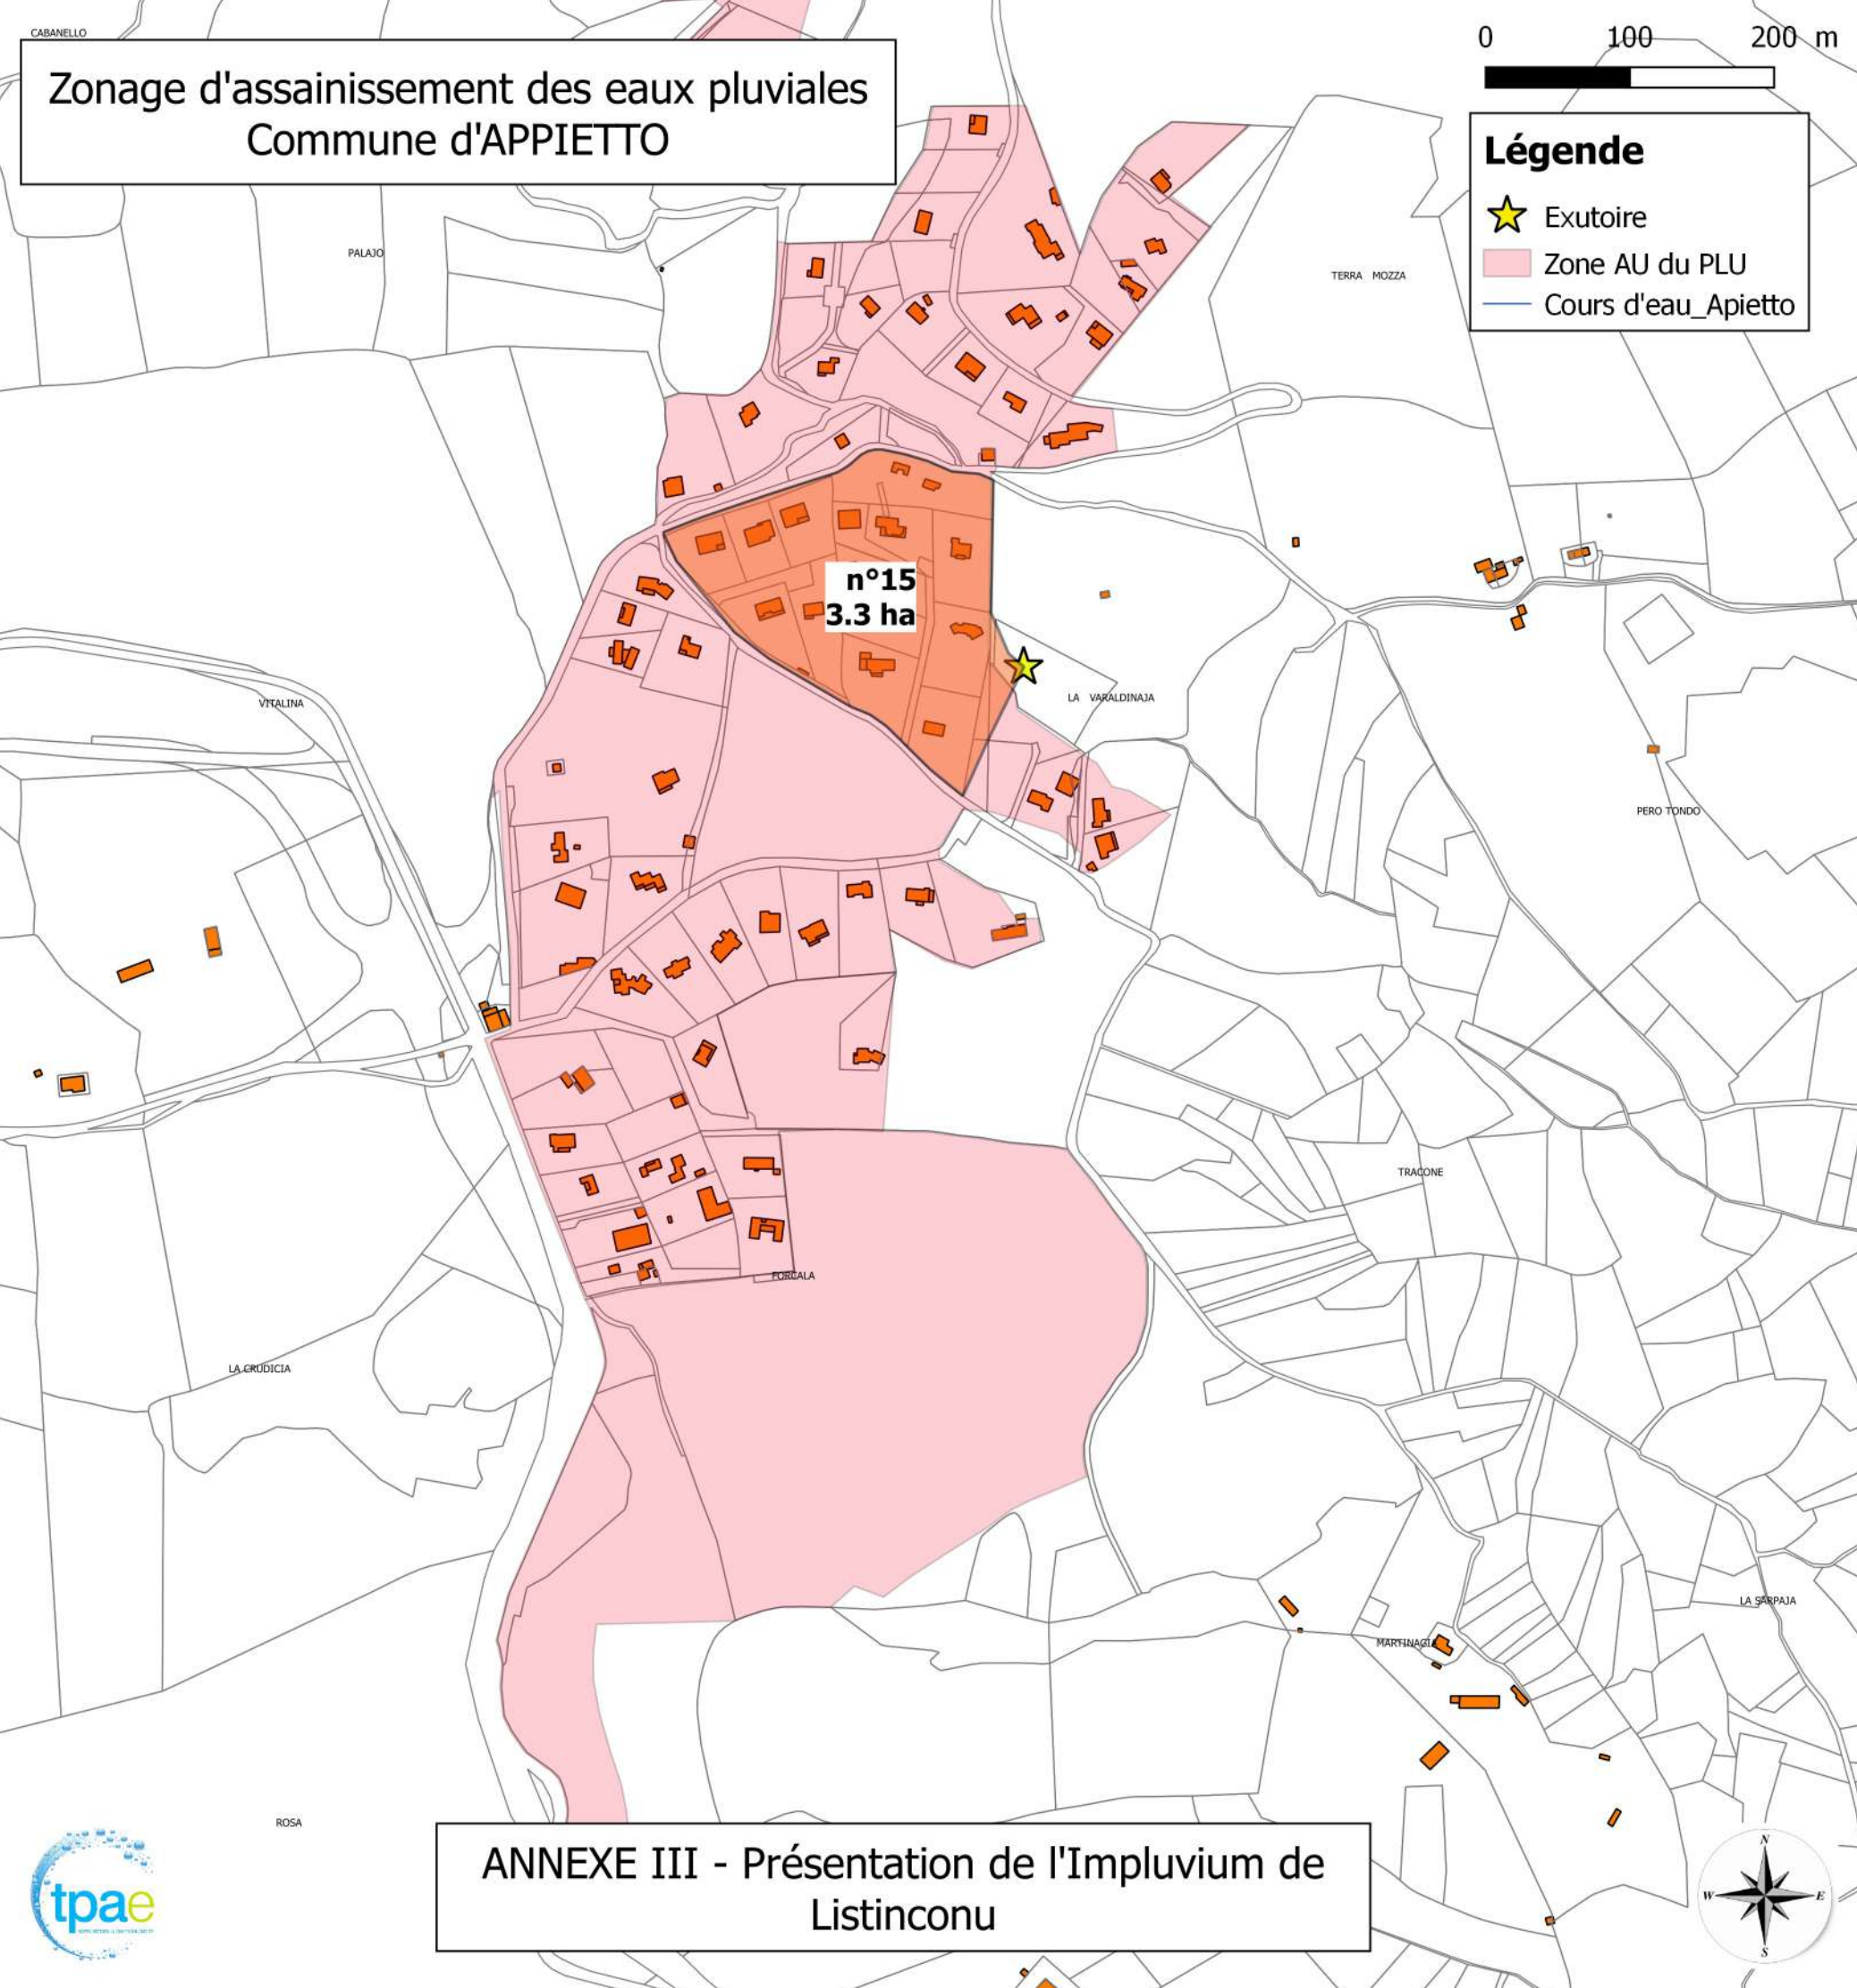 CABANELLO
0 100 200 m
Zonage d'assainissement des eaux pluviales
Commune d'APPIETTO
Légende
Exutoire
Zone AU du PLU
Cours d'eau_Apietto
PALAJO
TERRA MOZZA
n°15
3.3 ha
LA VARALDINAJA
VITALINA
PERO TONDO
TRACONE
FORCALA
LA CRUDICIA
LA SARPAJA
MARTINAGIA
ROSA
ANNEXE III - Présentation de l'Impluvium de
Listinconu
tpae
N
W E
S